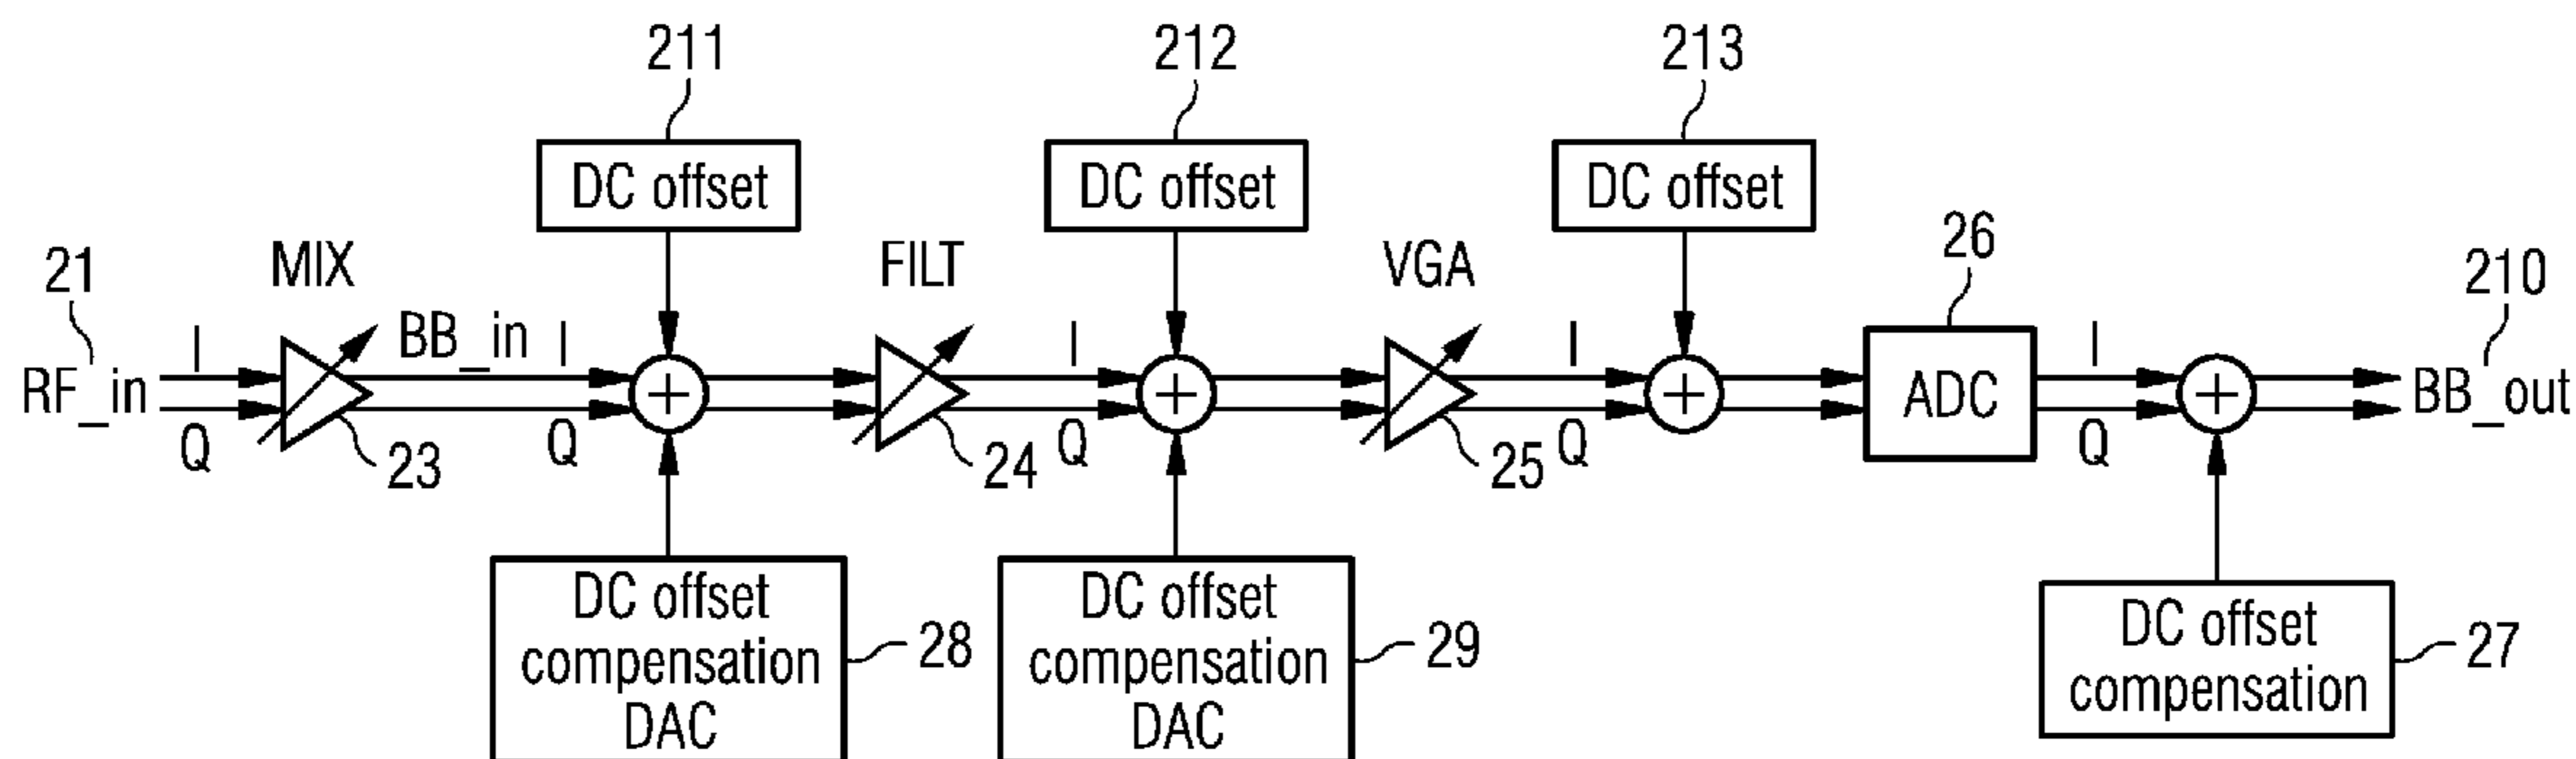 211
212
213
DC offset
DC offset
DC offset
21
MIX
FILT
VGA
26
210
RF_in
I
Q
23
BB_in
I
Q
24
I
Q
25
I
Q
ADC
I
Q
BB_out
DC offset
compensation
DAC
28
DC offset
compensation
DAC
29
DC offset
compensation
27